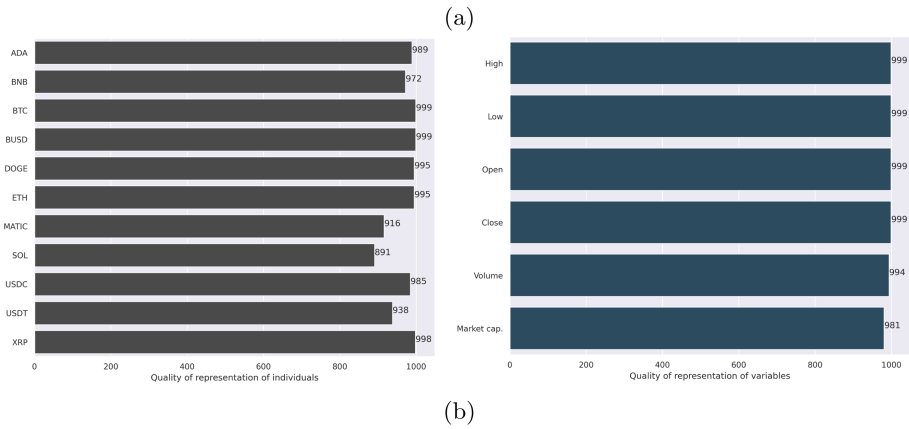 (a)
ADA 989
BNB 972
BTC 999
BUSD 999
DOGE 995
ETH 995
MATIC 916
SOL 891
USDC 985
USDT 938
XRP 998
0 200 400 600 800 1000
Quality of representation of individuals
High 999
Low 999
Open 999
Close 999
Volume 994
Market cap. 981
0 200 400 600 800 1000
Quality of representation of variables
(b)